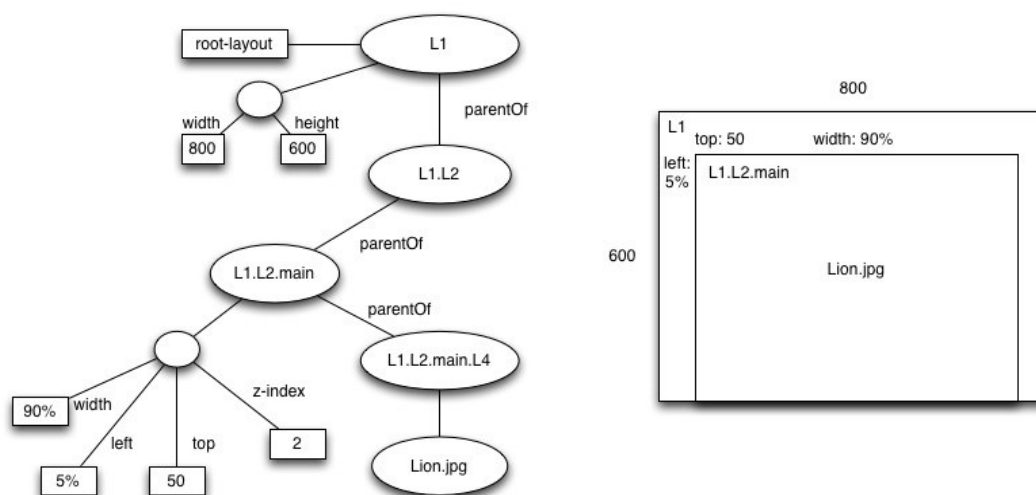 root-layout
L1
width
height
800
600
parentOf
L1.L2
parentOf
L1.L2.main
parentOf
L1.L2.main.L4
90%
width
left
top
z-index
5%
50
2
Lion.jpg
800
L1
top: 50
width: 90%
left:
5%
L1.L2.main
600
Lion.jpg